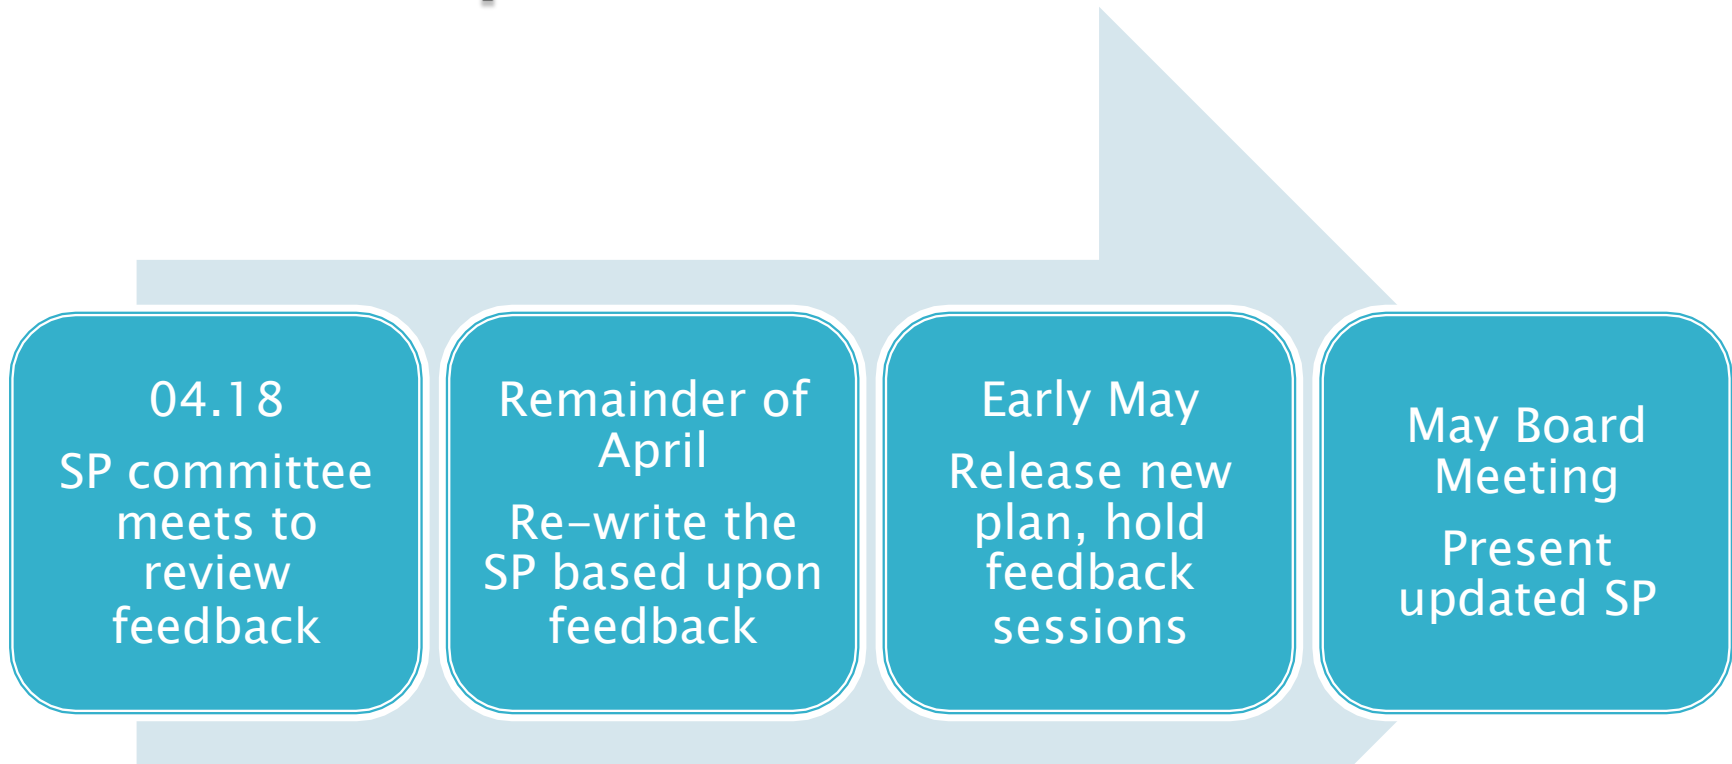 04.18
SP committee
meets to
review
feedback
Remainder of
April
Re-write the
SP based upon
feedback
Early May
Release new
plan, hold
feedback
sessions
May Board
Meeting
Present
updated SP